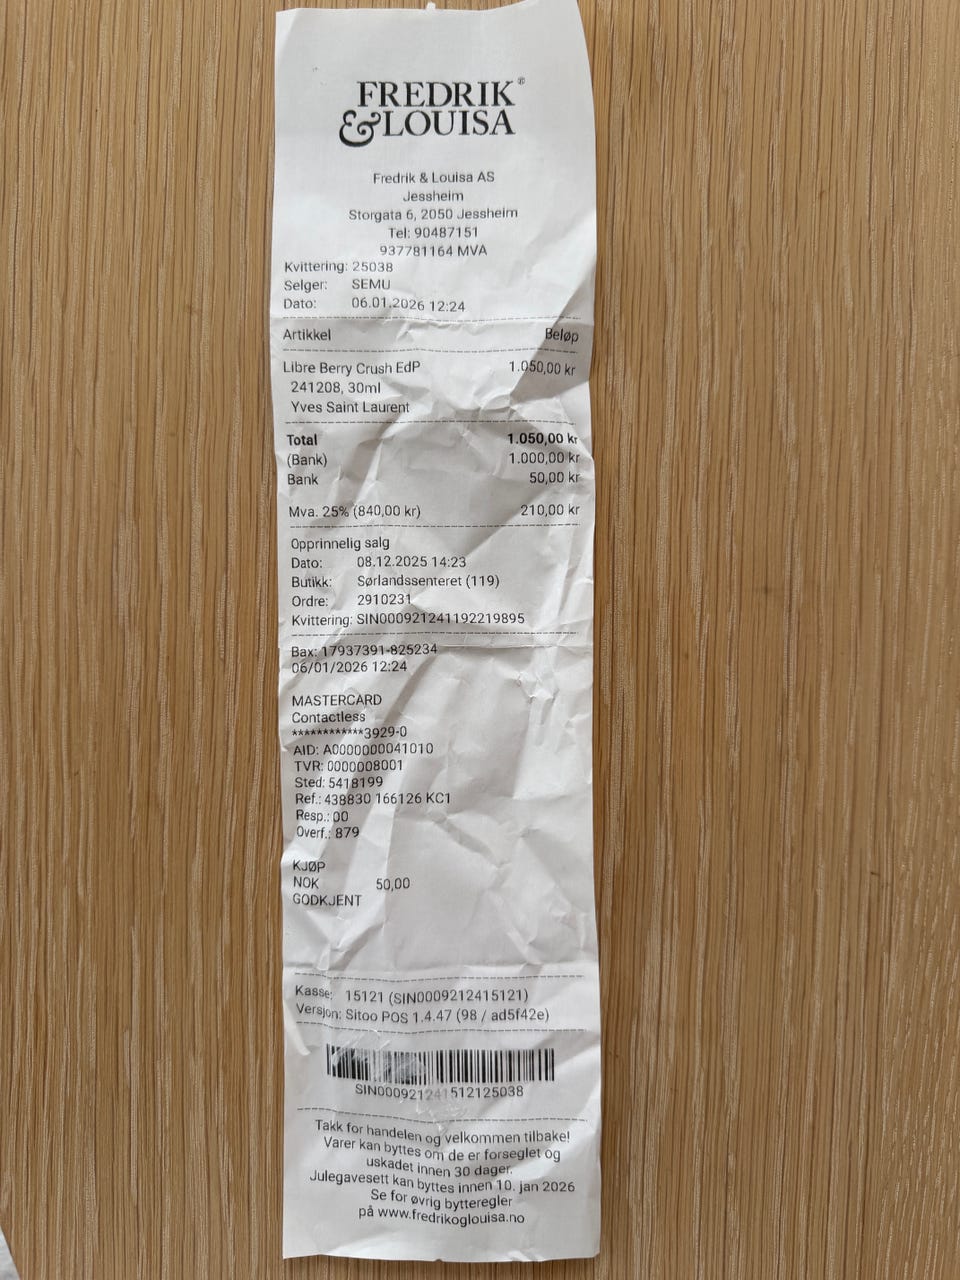 FREDRIK®
&LOUISA
Fredrik & Louisa AS
Jessheim
Storgata 6, 2050 Jessheim
Tel: 90487151
937781164 MVA
Kvittering: 25038
Selger: SEMU
Dato: 06.01.2026 12:24
Artikkel Beløp
Libre Berry Crush EdP 1.050,00 kr
241208, 30ml
Yves Saint Laurent
Total 1.050,00 kr
(Bank) 1.000,00 kr
Bank 50,00 kr
Mva. 25% (840,00 kr) 210,00 kr
Opprinnelig salg
Dato: 08.12.2025 14:23
Butikk: Sørlandssenteret (119)
Ordre: 2910231
Kvittering: SIN000921241192219895
Bax: 17937391-825234
06/01/2026 12:24
MASTERCARD
Contactless
************3929-0
AID: A0000000041010
TVR: 0000008001
Sted: 5418199
Ref.: 438830 166126 KC1
Resp.: 00
Overf.: 879
KJØP
NOK 50,00
GODKJENT
Kasse: 15121 (SIN0009212415121)
Versjon: Sitoo POS 1.4.47 (98 / ad5f42e)
SIN000921241512125038
Takk for handelen og velkommen tilbake!
Varer kan byttes om de er forseglet og
uskadet innen 30 dager.
Julegavesett kan byttes innen 10. jan 2026
Se for øvrig bytteregler
på www.fredrikoglouisa.no